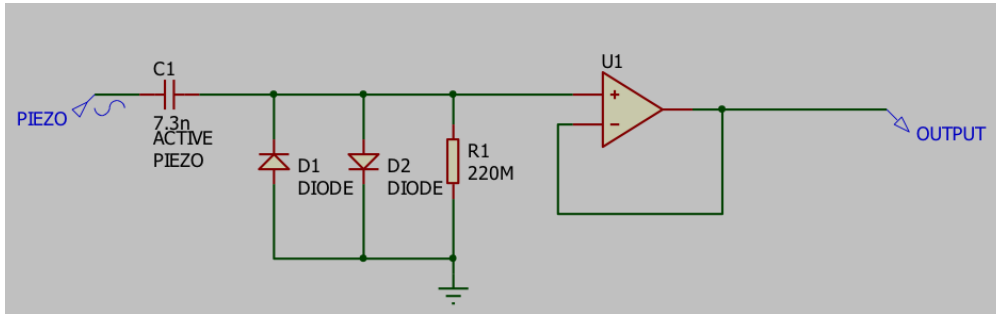 PIEZO
C1
7.3n
ACTIVE
PIEZO
D1
DIODE
D2
DIODE
R1
220M
U1
+
−
OUTPUT